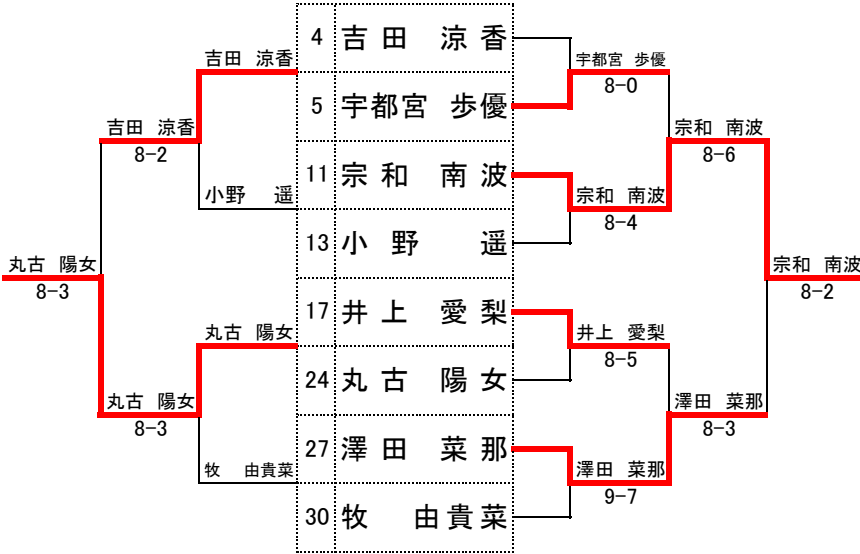 4 吉田 涼香
5 宇都宮 歩優
11 宗和 南波
13 小野 遥
17 井上 愛梨
24 丸古 陽女
27 澤田 菜那
30 牧 由貴菜
吉田 涼香
小野 遥
丸古 陽女
牧 由貴菜
吉田 涼香
8-2
丸古 陽女
8-3
丸古 陽女
8-3
宇都宮 歩優
8-0
宗和 南波
8-4
井上 愛梨
8-5
澤田 菜那
9-7
宗和 南波
8-6
澤田 菜那
8-3
宗和 南波
8-2